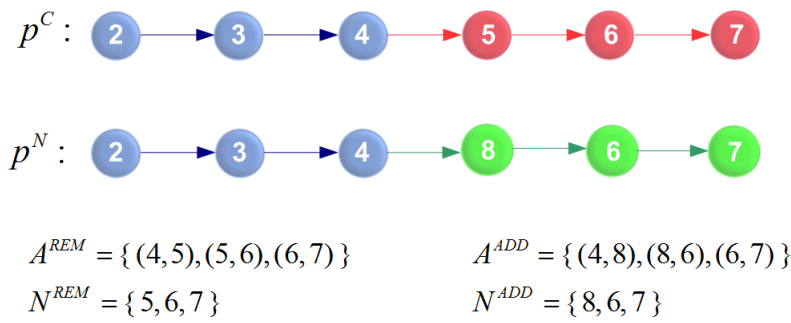 p^C : 2 3 4 5 6 7
p^N : 2 3 4 8 6 7
A^REM = { (4,5),(5,6),(6,7) } A^ADD = { (4,8),(8,6),(6,7) }
N^REM = { 5,6,7 } N^ADD = { 8,6,7 }